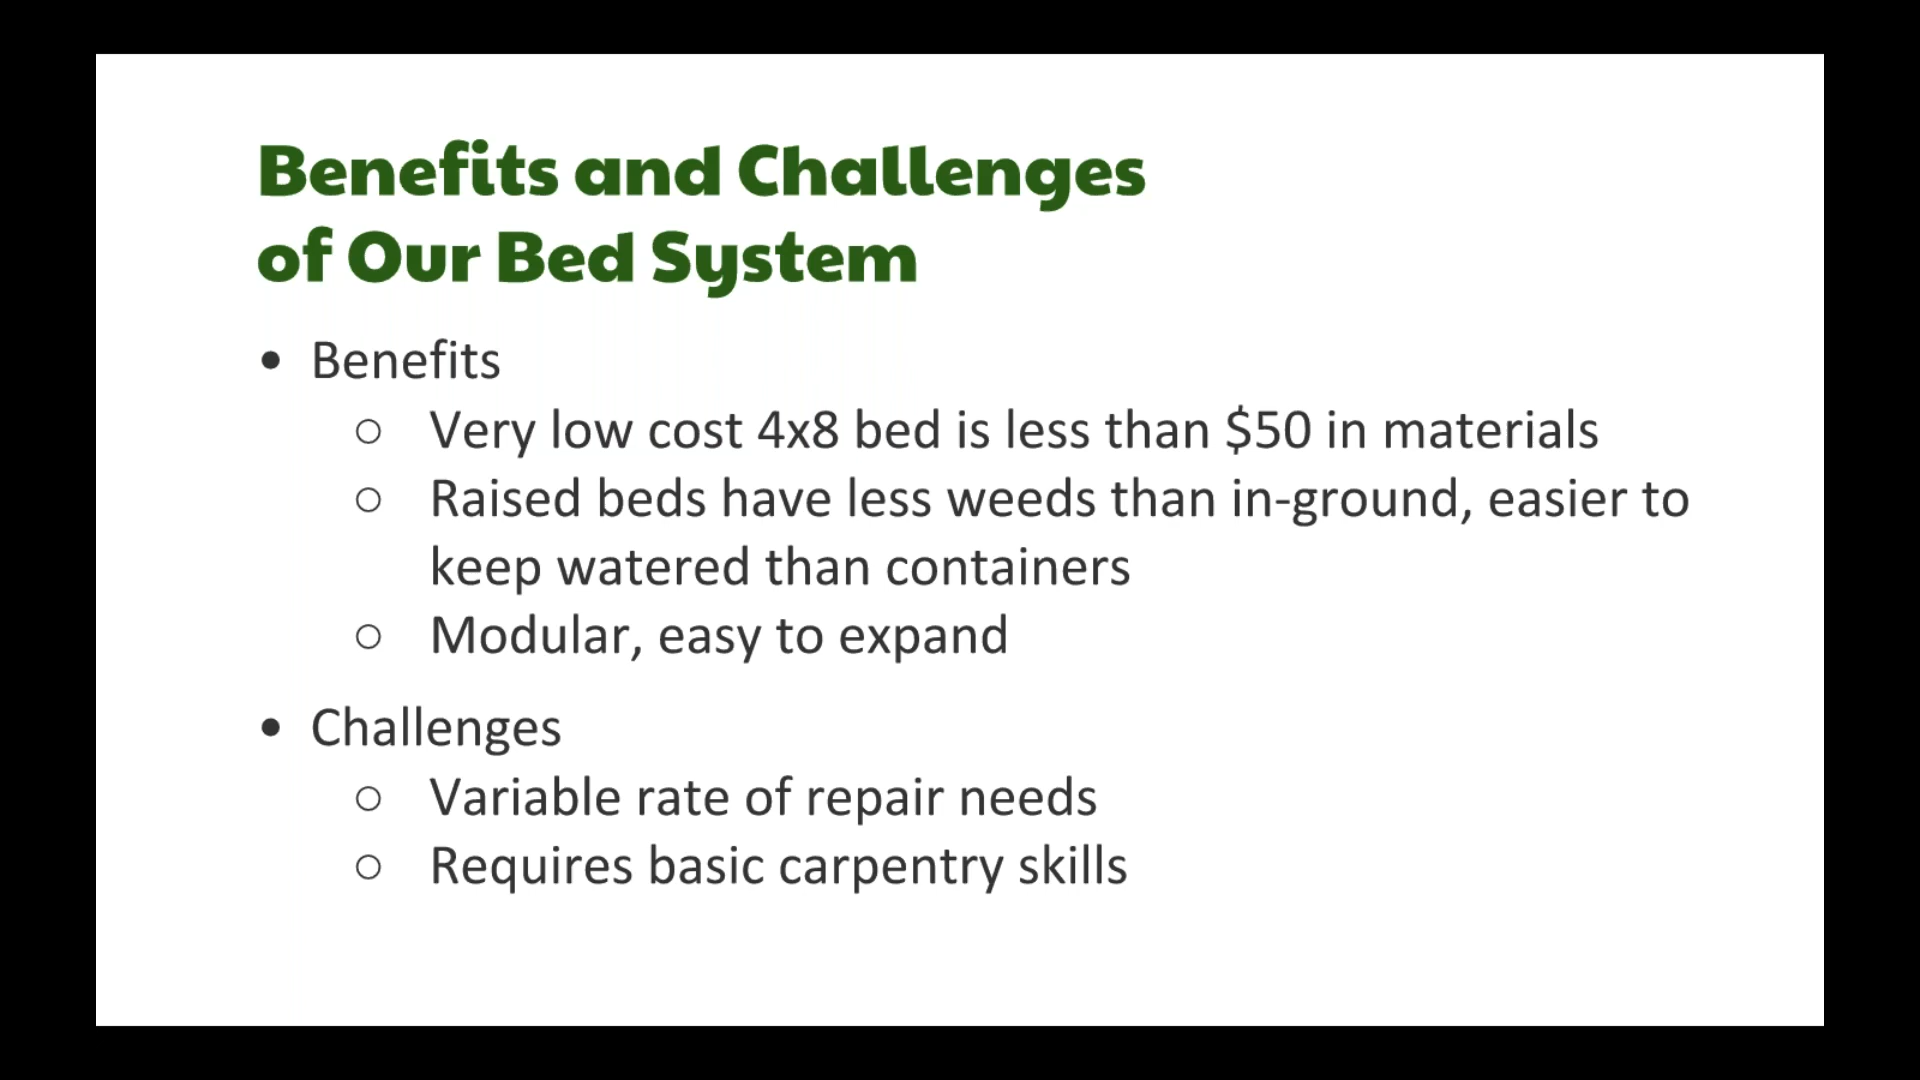 Benefits and Challenges
of Our Bed System
• Benefits
○ Very low cost 4x8 bed is less than $50 in materials
○ Raised beds have less weeds than in-ground, easier to
keep watered than containers
○ Modular, easy to expand
• Challenges
○ Variable rate of repair needs
○ Requires basic carpentry skills